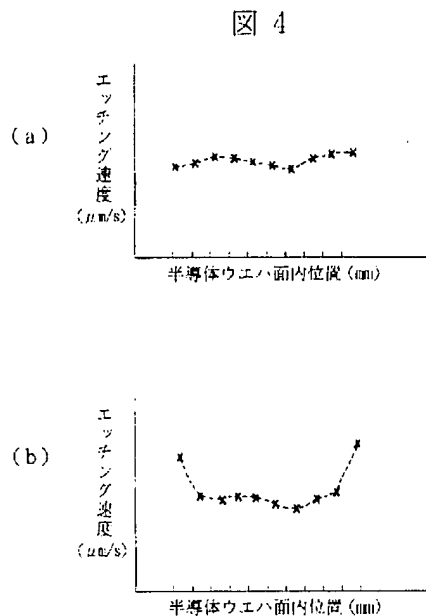 図 4
(a)
エッチング速度
(μm/s)
半導体ウエハ面内位置 (mm)
(b)
エッチング速度
(μm/s)
半導体ウエハ面内位置 (mm)